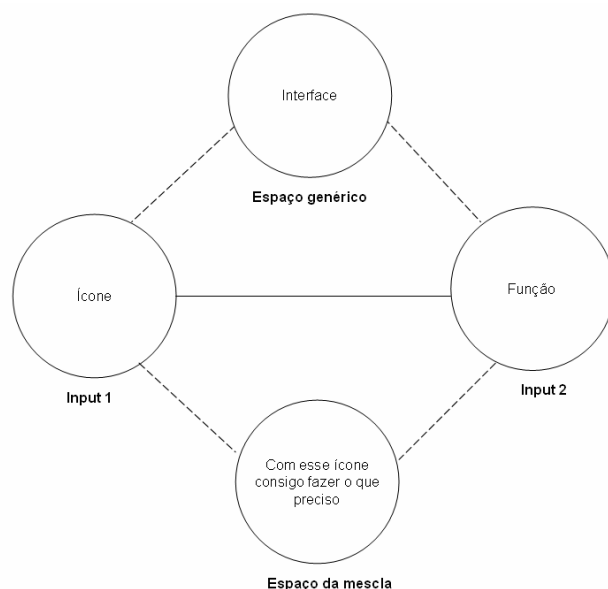 Interface
Espaço genérico
Ícone
Função
Input 1
Input 2
Com esse ícone
consigo fazer o que
preciso
Espaço da mescla